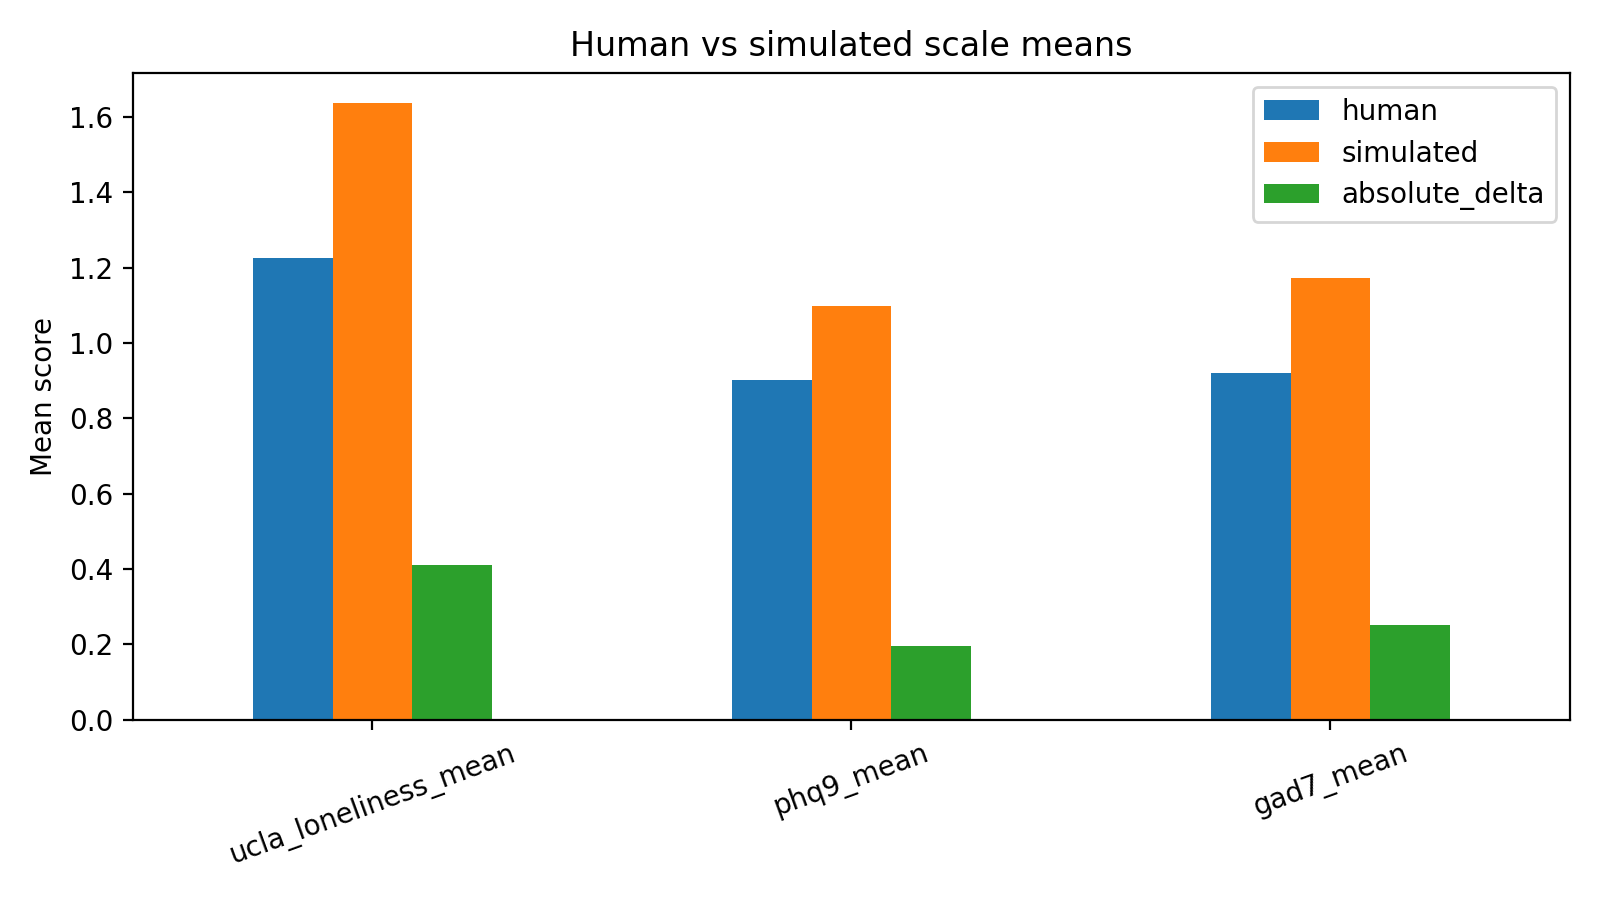 Human vs simulated scale means
human
simulated
absolute_delta
Mean score
1.6
1.4
1.2
1.0
0.8
0.6
0.4
0.2
0.0
ucla_loneliness_mean
phq9_mean
gad7_mean